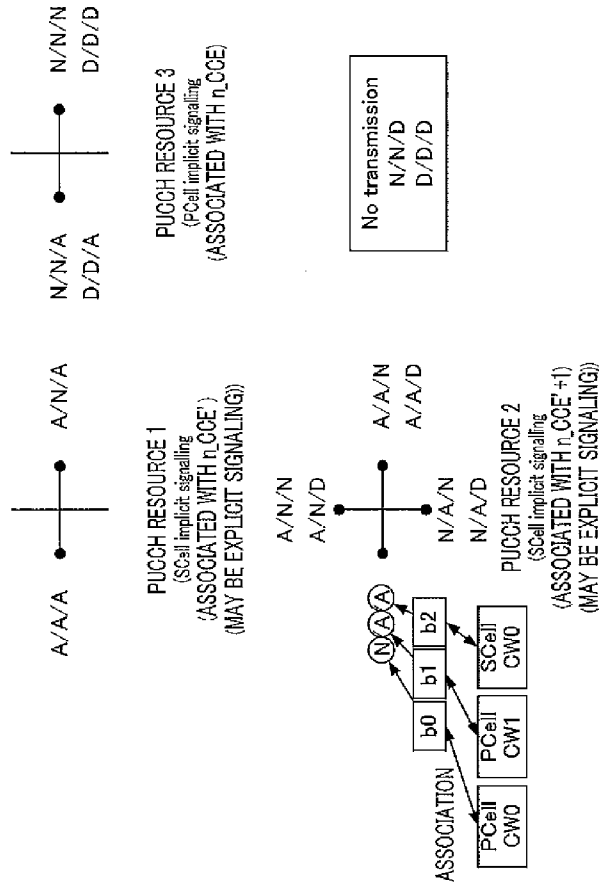 A/A/A
A/N/A
PUCCH RESOURCE 1
(SCell implicit signalling
(ASSOCIATED WITH n_CCE')
(MAY BE EXPLICIT SIGNALING))
N/N/A
D/D/A
N/N/N
D/D/D
PUCCH RESOURCE 3
(PCell implicit signalling
(ASSOCIATED WITH n_CCE)
A/N/N
A/N/D
N A A
A/A/N
A/A/D
N/A/N
N/A/D
b0 b1 b2
ASSOCIATION
PCell CW0
PCell CW1
SCell CW0
PUCCH RESOURCE 2
(SCell implicit signalling
(ASSOCIATED WITH n_CCE'+1)
(MAY BE EXPLICIT SIGNALING))
No transmission
N/N/D
D/D/D